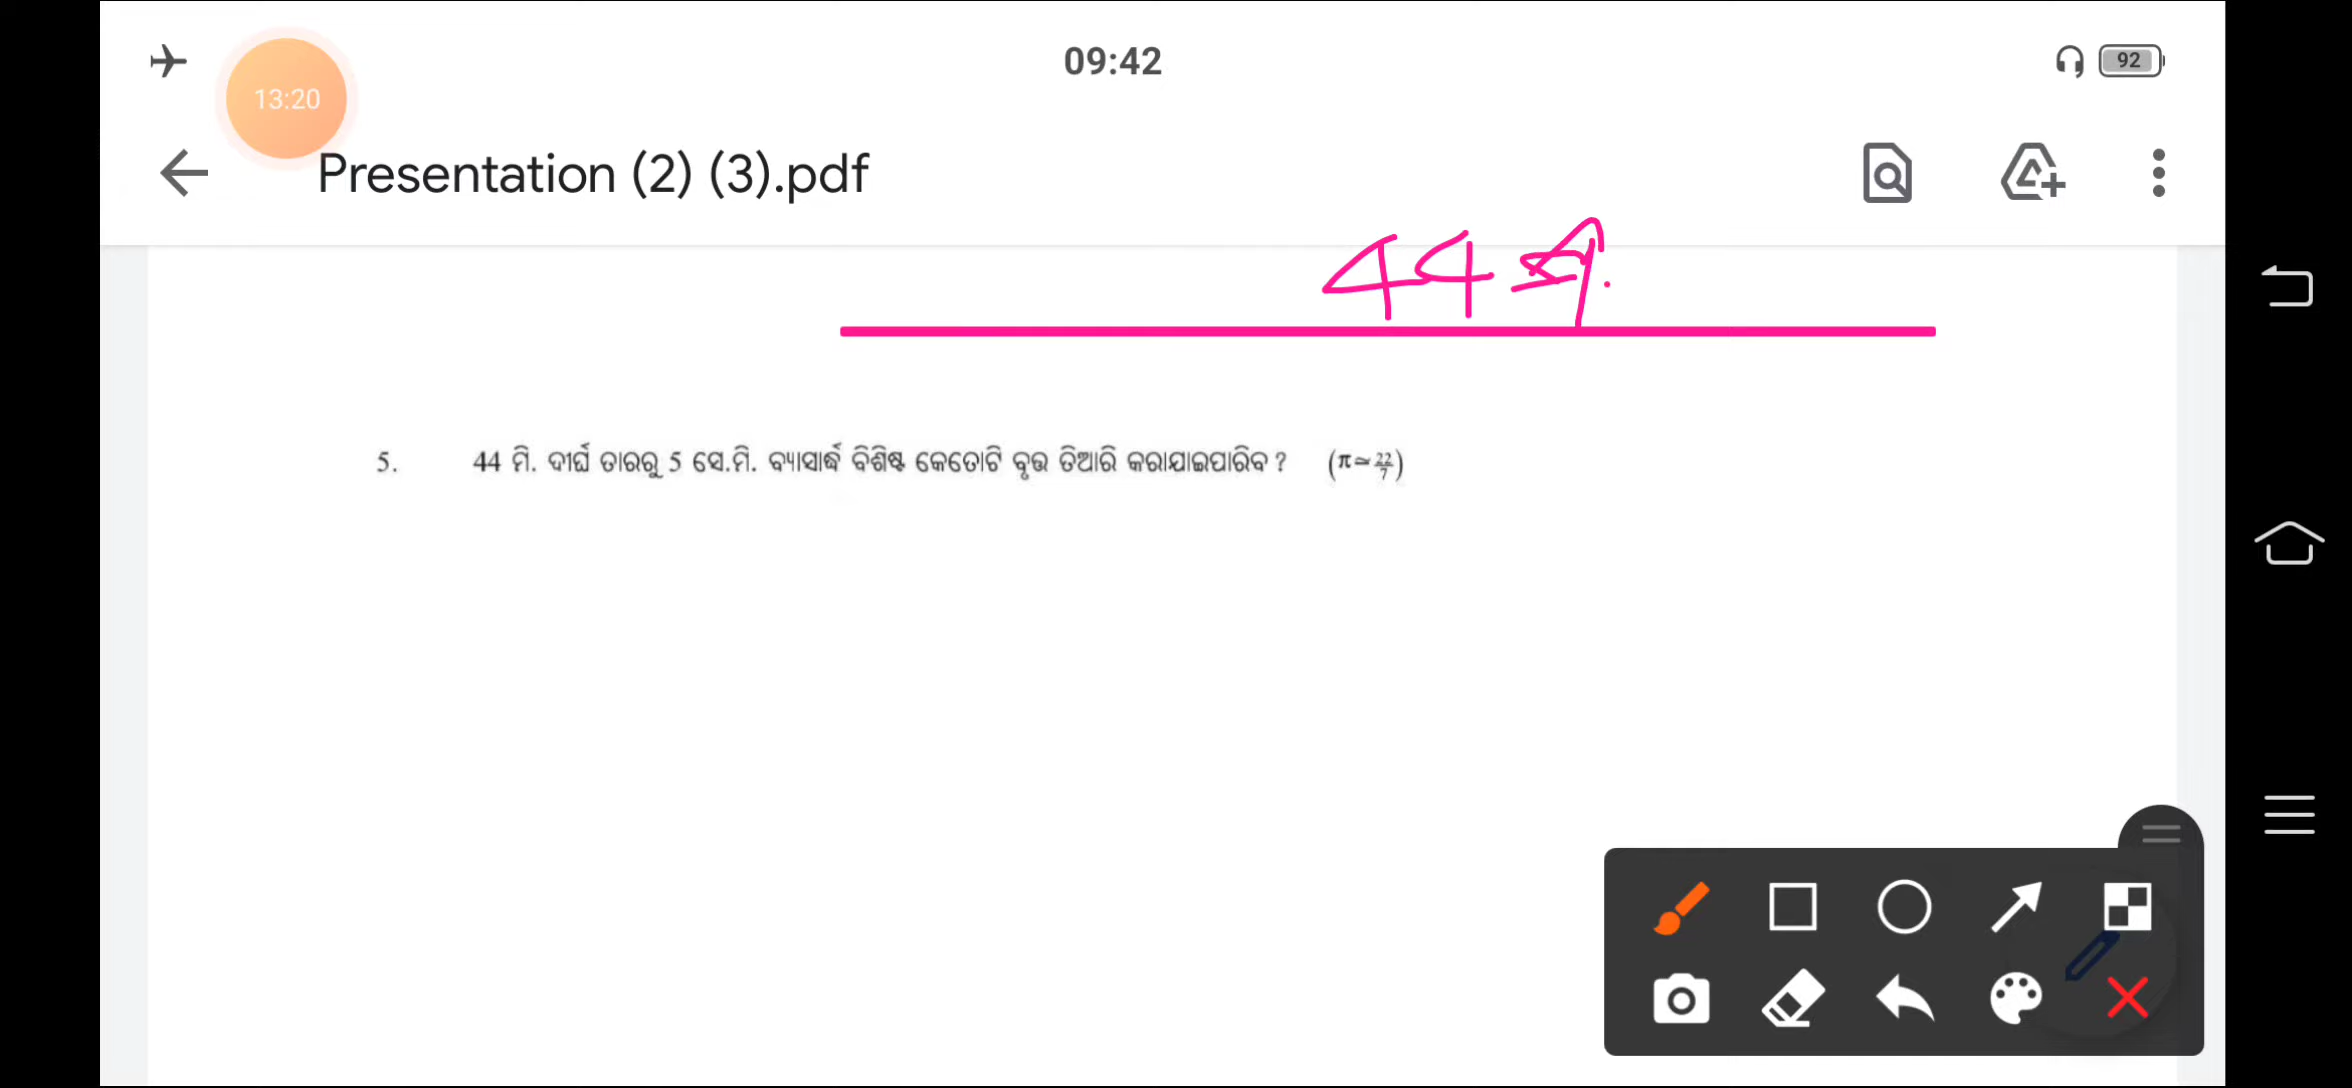 09:42
92
13:20
Presentation (2) (3).pdf
44 ମି.
5. 44 ମି. ଦୀର୍ଘ ତାରରୁ 5 ସେ.ମି. ବ୍ୟାସାର୍ଦ୍ଧ ବିଶିଷ୍ଟ କେତୋଟି ବୃତ୍ତ ତିଆରି କରାଯାଇପାରିବ ? (π≃22/7)